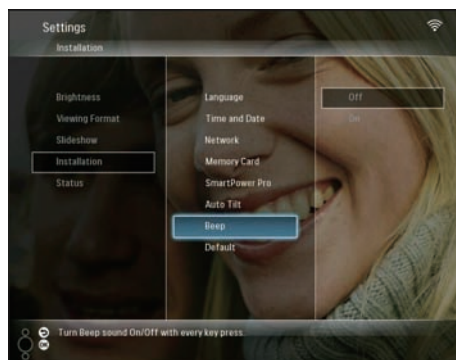 Settings
Installation
Brightness
Viewing Format
Slideshow
Installation
Status
Language
Time and Date
Network
Memory Card
SmartPower Pro
Auto Tilt
Beep
Default
Off
On
Turn Beep sound On/Off with every key press.
OK